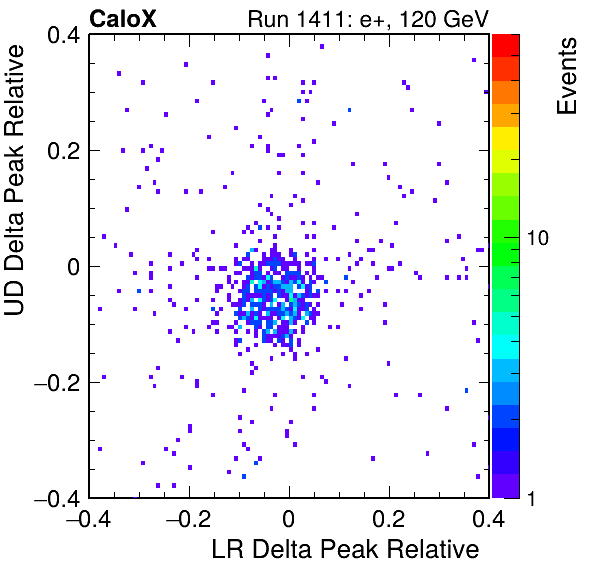 CaloX Run 1411: e+, 120 GeV
Events
UD Delta Peak Relative
0.4
0.2
0
−0.2
−0.4
10
1
−0.4 −0.2 0 0.2 0.4
LR Delta Peak Relative